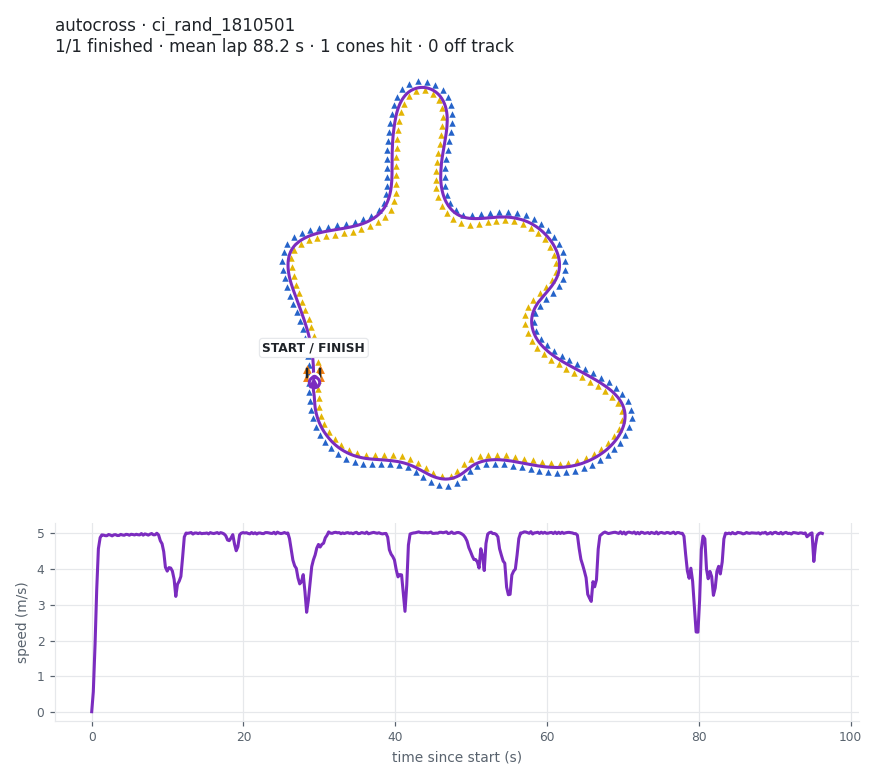 autocross · ci_rand_1810501
1/1 finished · mean lap 88.2 s · 1 cones hit · 0 off track
START / FINISH
5
4
3
2
1
0
speed (m/s)
0 20 40 60 80 100
time since start (s)